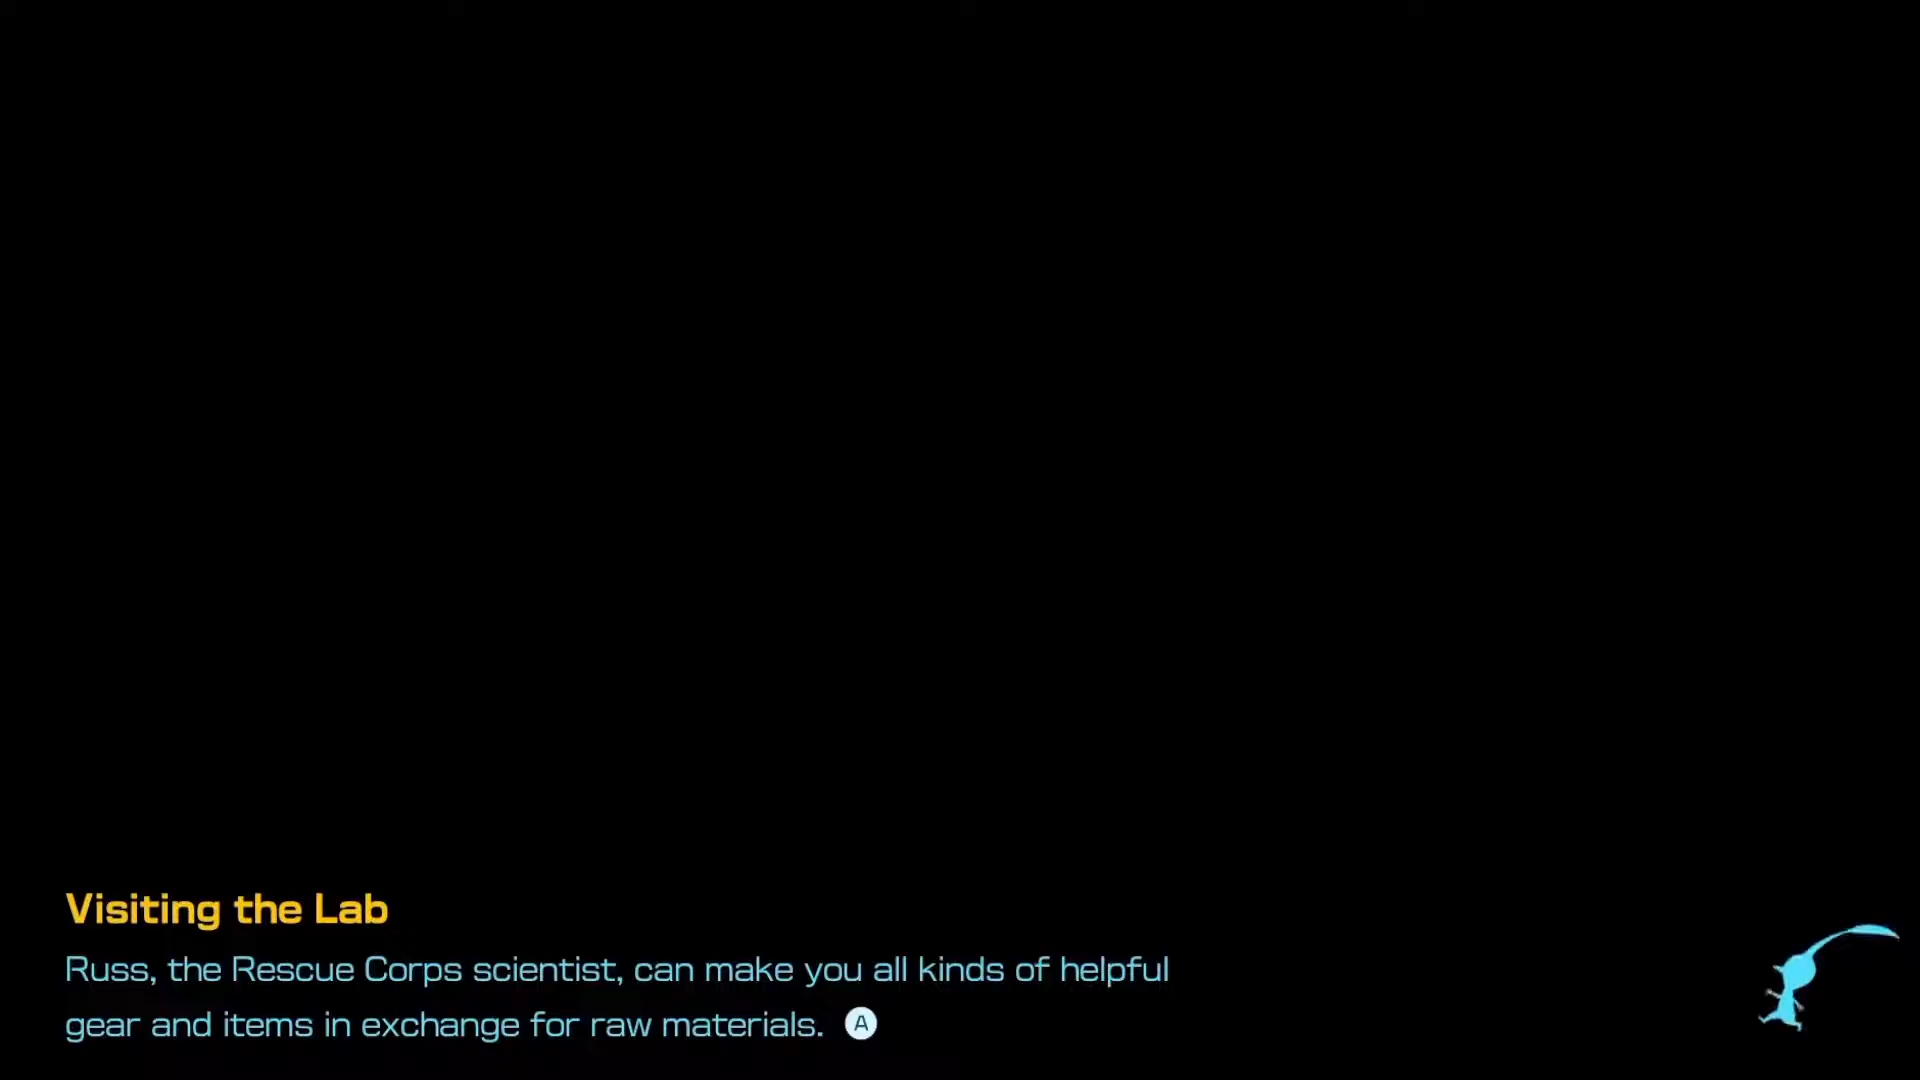 Visiting the Lab
Russ, the Rescue Corps scientist, can make you all kinds of helpful
gear and items in exchange for raw materials. A